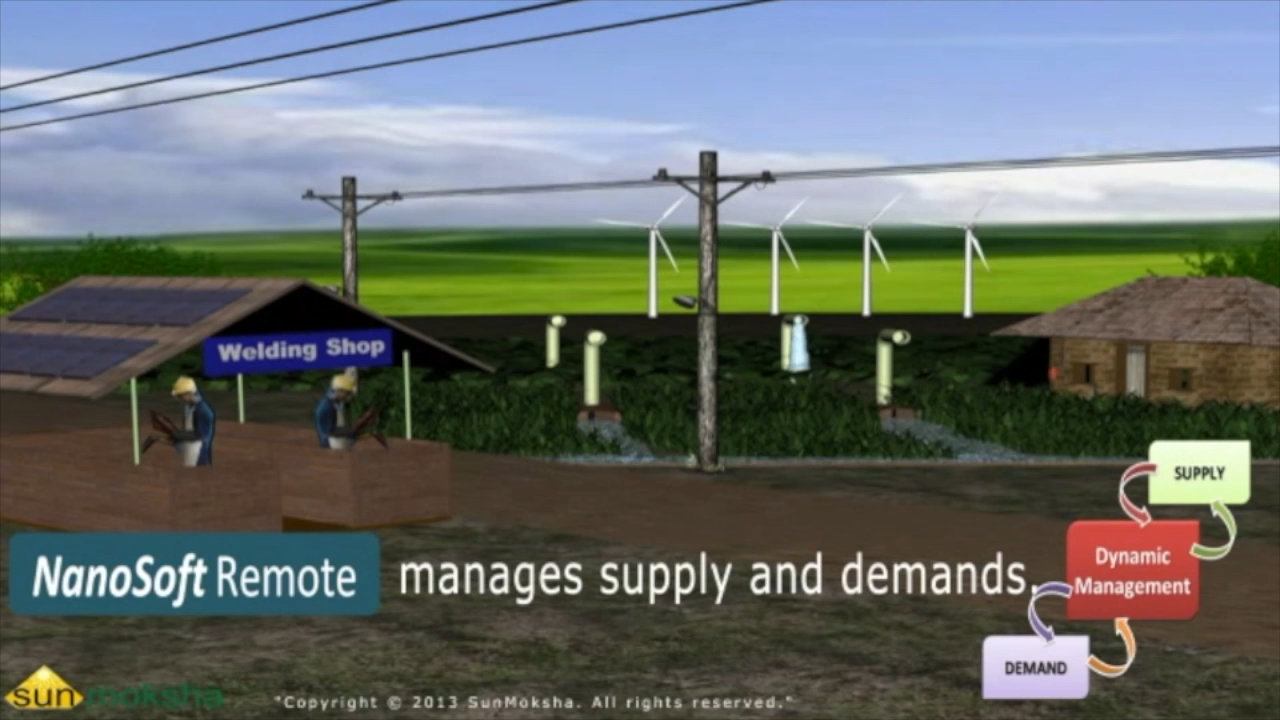 Welding Shop
SUPPLY
Dynamic
Management
NanoSoft Remote manages supply and demands.
DEMAND
sun moksha
"Copyright © 2013 SunMoksha. All rights reserved."